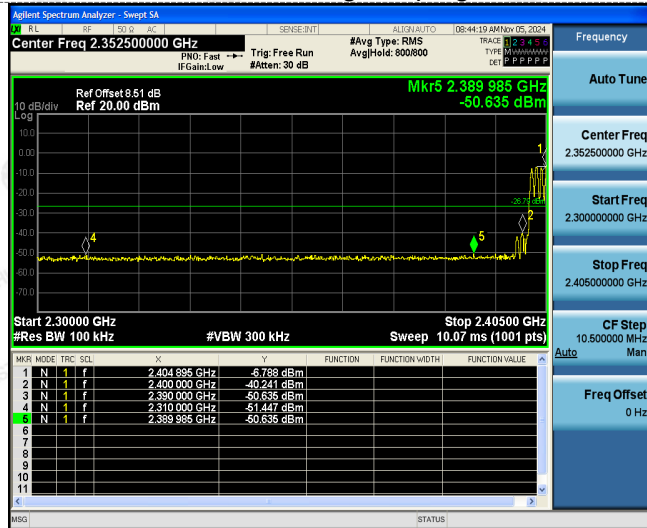 Agilent Spectrum Analyzer - Swept SA
LXI RL RF 50 Ω AC SENSE:INT ALIGN AUTO 08:44:19 AM Nov 05, 2024
Center Freq 2.352500000 GHz
PNO: Fast
IFGain:Low
Trig: Free Run
#Atten: 30 dB
#Avg Type: RMS
Avg|Hold: 800/800
TRACE 1 2 3 4 5 6
TYPE M
DET P P P P P P
Frequency
Auto Tune
Center Freq
2.352500000 GHz
Start Freq
2.300000000 GHz
Stop Freq
2.405000000 GHz
CF Step
10.500000 MHz
Auto Man
Freq Offset
0 Hz
Mkr5 2.389 985 GHz
-50.635 dBm
Ref Offset 8.51 dB
Ref 20.00 dBm
10 dB/div
Log
10.0
0.00
-10.0
-20.0
-30.0
-40.0
-50.0
-60.0
-70.0
1
2
4
5
Start 2.30000 GHz
Stop 2.40500 GHz
#Res BW 100 kHz
#VBW 300 kHz
Sweep 10.07 ms (1001 pts)
MKR MODE TRC SCL X Y FUNCTION FUNCTION WIDTH FUNCTION VALUE
1 N 1 f 2.404 895 GHz -6.788 dBm
2 N 1 f 2.400 000 GHz -40.241 dBm
3 N 1 f 2.390 000 GHz -50.635 dBm
4 N 1 f 2.310 000 GHz -51.447 dBm
5 N 1 f 2.389 985 GHz -50.635 dBm
6
7
8
9
10
11
MSG STATUS